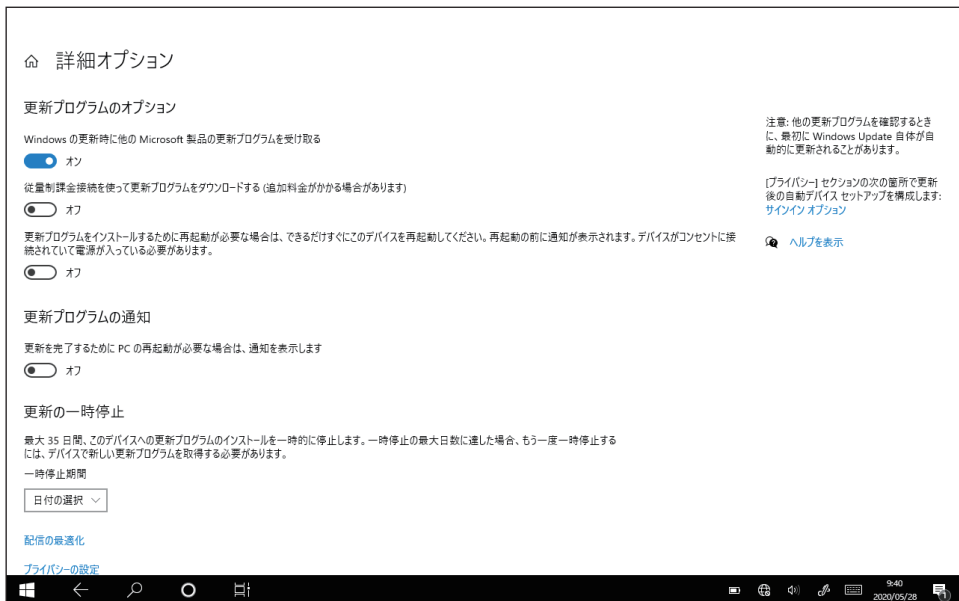 詳細オプション
更新プログラムのオプション
Windows の更新時に他の Microsoft 製品の更新プログラムを受け取る
オン
従量制課金接続を使って更新プログラムをダウンロードする (追加料金がかかる場合があります)
オフ
更新プログラムをインストールするために再起動が必要な場合は、できるだけすぐにこのデバイスを再起動してください。再起動の前に通知が表示されます。デバイスがコンセントに接
続されていて電源が入っている必要があります。
オフ
更新プログラムの通知
更新を完了するために PC の再起動が必要な場合は、通知を表示します
オフ
更新の一時停止
最大 35 日間、このデバイスへの更新プログラムのインストールを一時的に停止します。一時停止の最大日数に達した場合、もう一度一時停止する
には、デバイスで新しい更新プログラムを取得する必要があります。
一時停止期間
日付の選択
配信の最適化
プライバシーの設定
注意: 他の更新プログラムを確認するとき
に、最初に Windows Update 自体が自
動的に更新されることがあります。
[プライバシー] セクションの次の箇所で更新
後の自動デバイス セットアップを構成します:
サインイン オプション
ヘルプを表示
9:40
2020/05/28
1